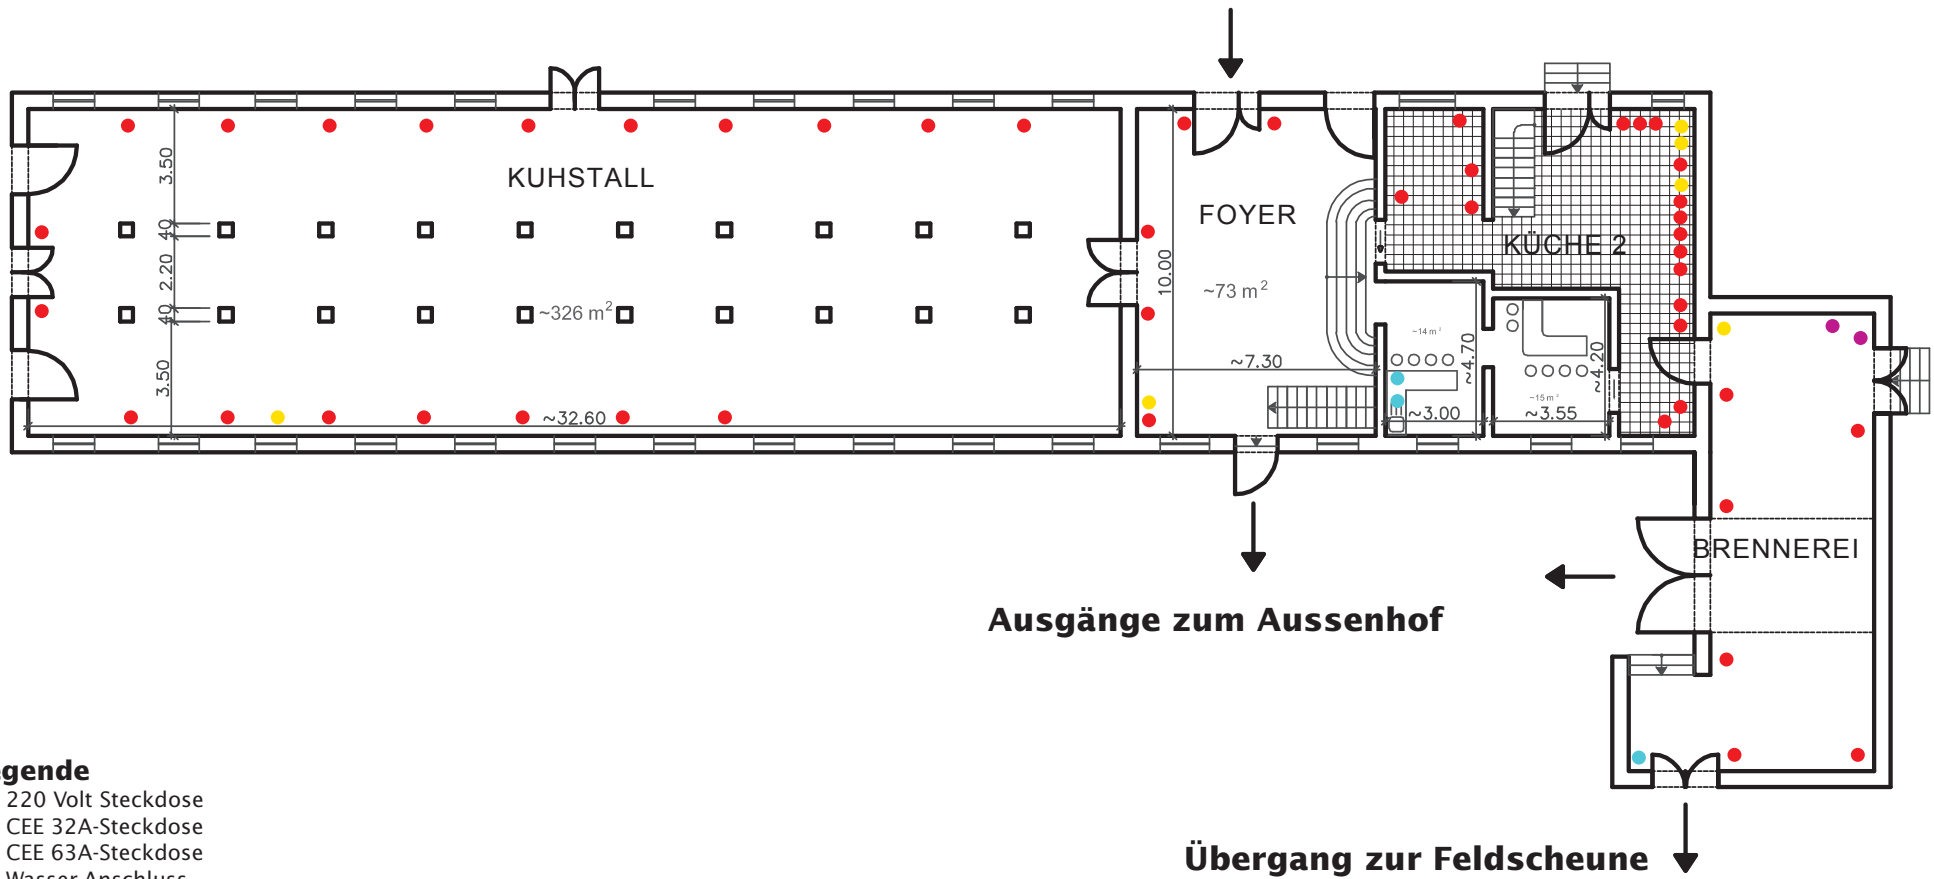 KUHSTALL
FOYER
KÜCHE 2
BRENNEREI
3.50
40
2.20
40
3.50
~326 m²
~32.60
10.00
~73 m²
~7.30
~14 m²
~4.70
~3.00
~15 m²
~4.20
~3.55
Ausgänge zum Aussenhof
Übergang zur Feldscheune
gende
220 Volt Steckdose
CEE 32A-Steckdose
CEE 63A-Steckdose
Wasser Anschluss